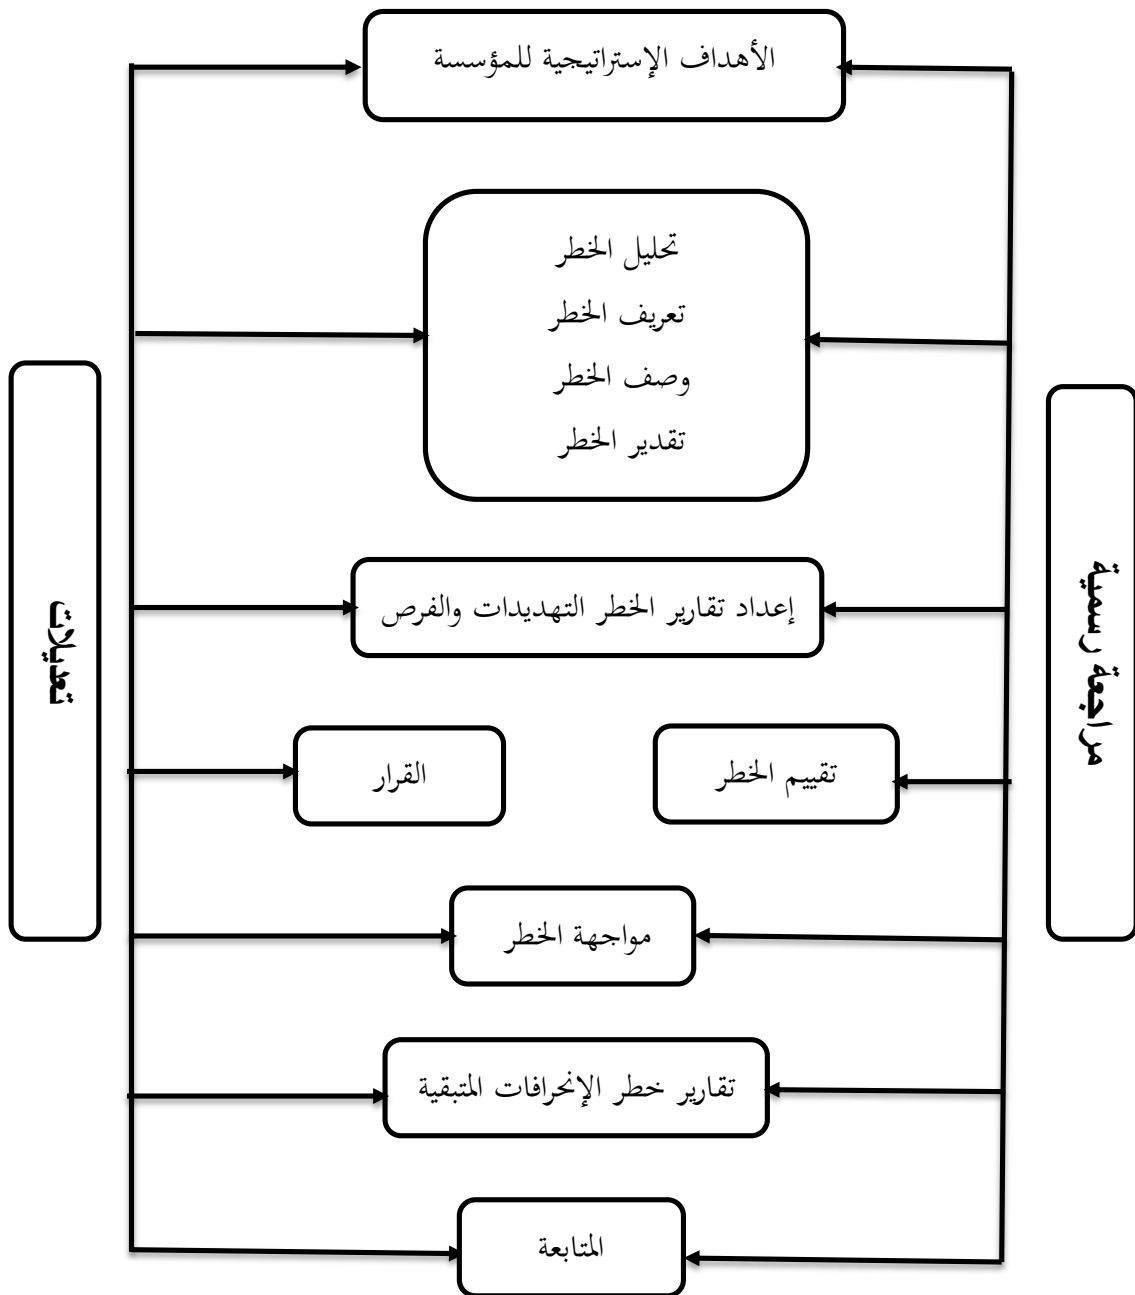 الأهداف الإستراتيجية للمؤسسة
تحليل الخطر
تعريف الخطر
وصف الخطر
تقدير الخطر
إعداد تقارير الخطر التهديدات والفرص
تقييم الخطر
القرار
مواجهة الخطر
تقارير خطر الإنحرافات المتبقية
المتابعة
مراجعة رسمية
تعديلات